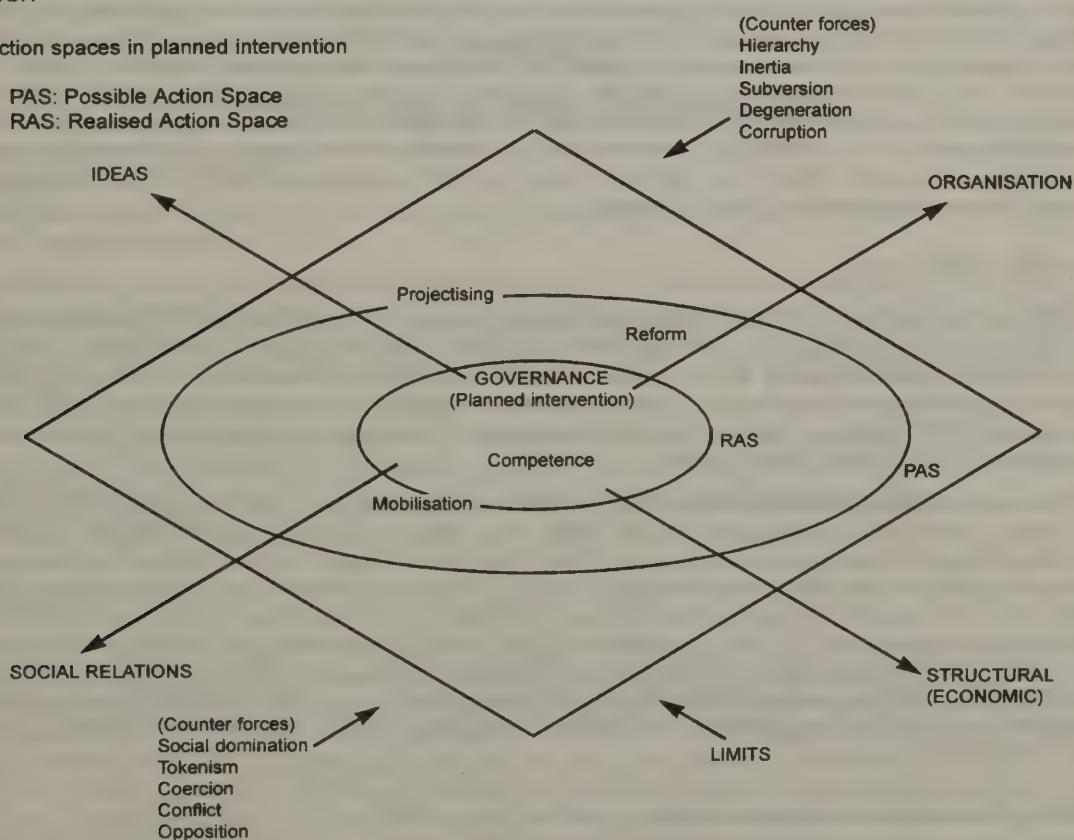 ction spaces in planned intervention
PAS: Possible Action Space
RAS: Realised Action Space
(Counter forces)
Hierarchy
Inertia
Subversion
Degeneration
Corruption
IDEAS
ORGANISATION
Projectising
Reform
GOVERNANCE
(Planned intervention)
RAS
Competence
PAS
Mobilisation
SOCIAL RELATIONS
STRUCTURAL
(ECONOMIC)
(Counter forces)
Social domination
Tokenism
Coercion
Conflict
Opposition
LIMITS